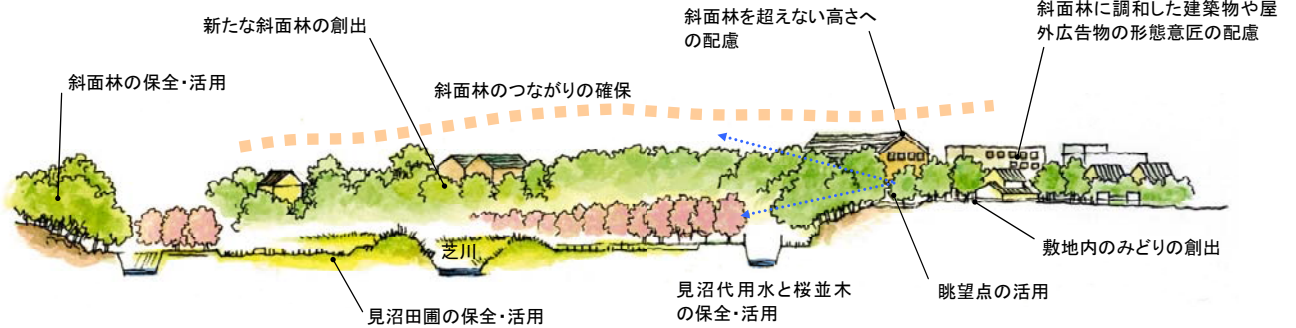 斜面林に調和した建築物や屋
外広告物の形態意匠の配慮
斜面林を超えない高さへ
の配慮
新たな斜面林の創出
斜面林の保全・活用
斜面林のつながりの確保
芝川
敷地内のみどりの創出
眺望点の活用
見沼代用水と桜並木
の保全・活用
見沼田圃の保全・活用